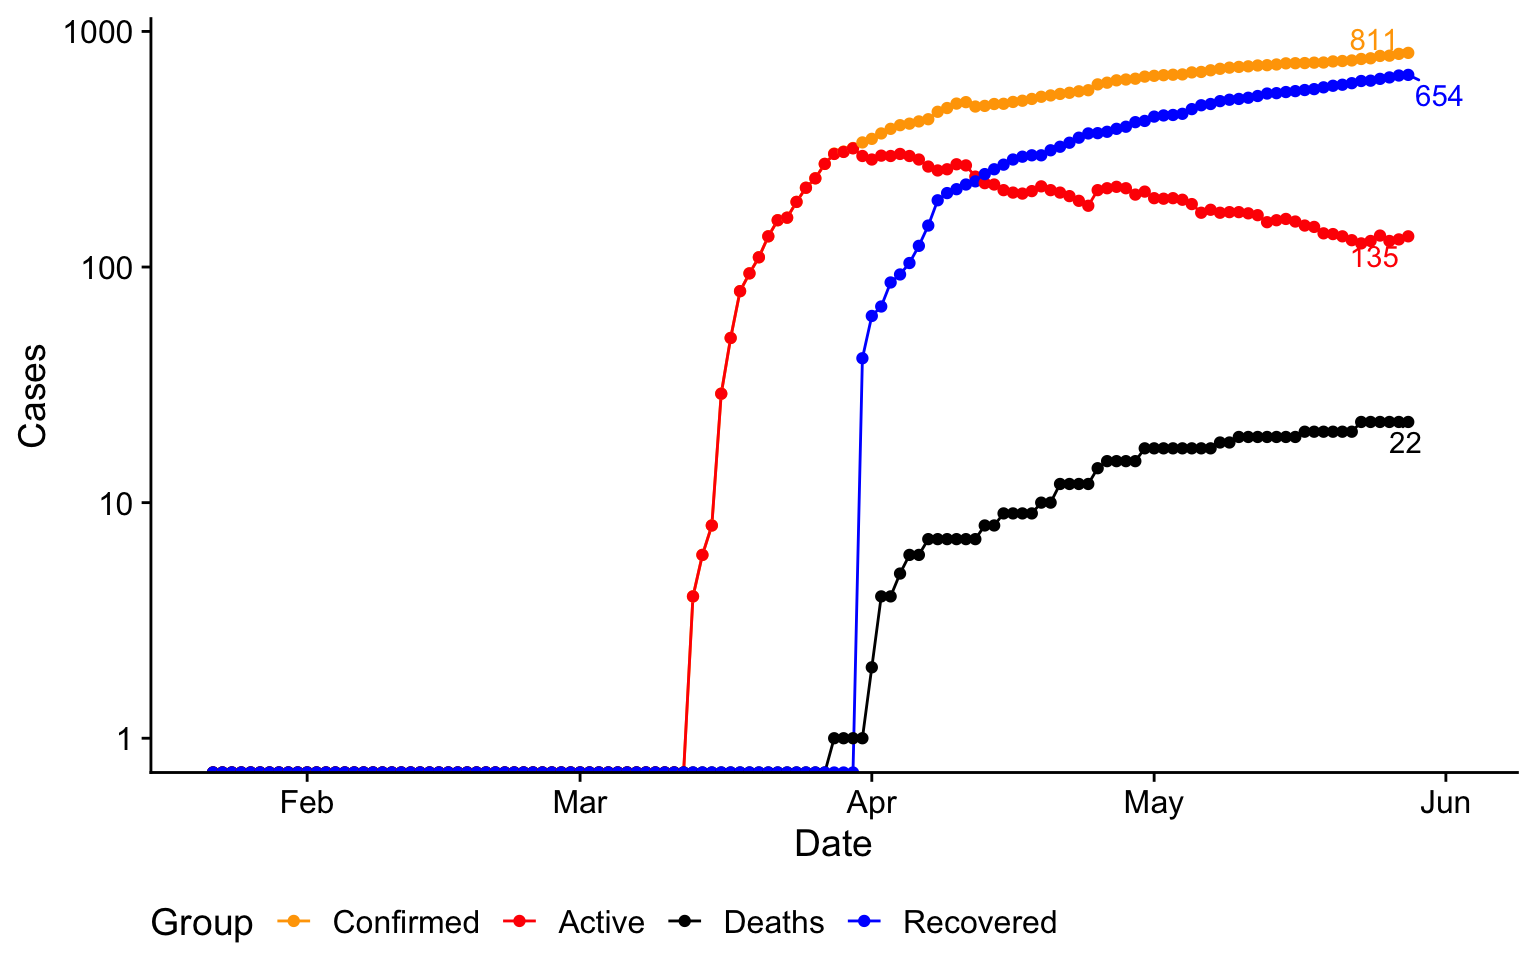 1000
811
654
100
135
Cases
22
10
1
Feb Mar Apr May Jun
Date
Group Confirmed Active Deaths Recovered